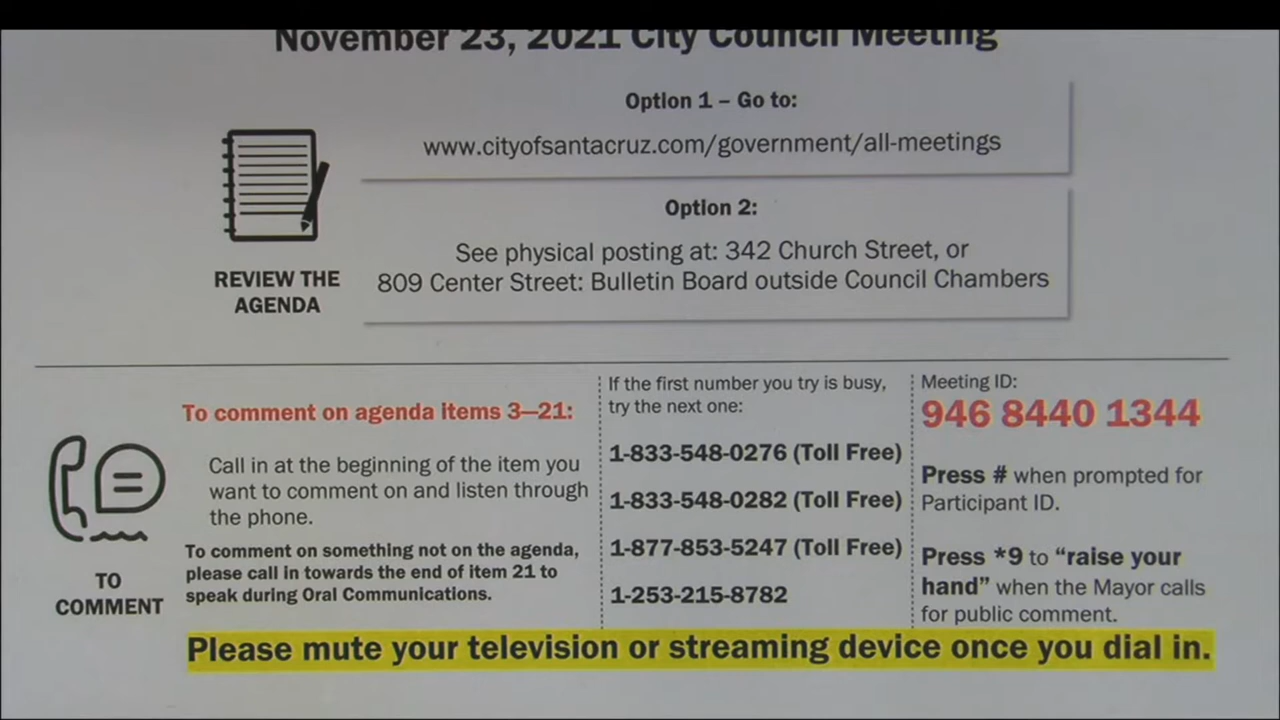 November 23, 2021 City Council Meeting
Option 1 – Go to:
www.cityofsantacruz.com/government/all-meetings
Option 2:
See physical posting at: 342 Church Street, or
809 Center Street: Bulletin Board outside Council Chambers
REVIEW THE
AGENDA
To comment on agenda items 3—21:
Call in at the beginning of the item you
want to comment on and listen through
the phone.
To comment on something not on the agenda,
please call in towards the end of item 21 to
speak during Oral Communications.
TO
COMMENT
If the first number you try is busy,
try the next one:
1-833-548-0276 (Toll Free)
1-833-548-0282 (Toll Free)
1-877-853-5247 (Toll Free)
1-253-215-8782
Meeting ID:
946 8440 1344
Press # when prompted for
Participant ID.
Press *9 to “raise your
hand” when the Mayor calls
for public comment.
Please mute your television or streaming device once you dial in.